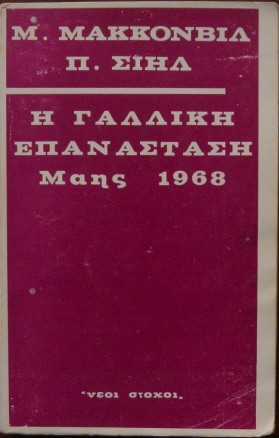 Μ. ΜΑΚΚΟΝΒΙΛ
Π. ΣΙΗΛ
Η ΓΑΛΛΙΚΗ
ΕΠΑΝΑΣΤΑΣΗ
Μαης 1968
"νεοι στοχοι„